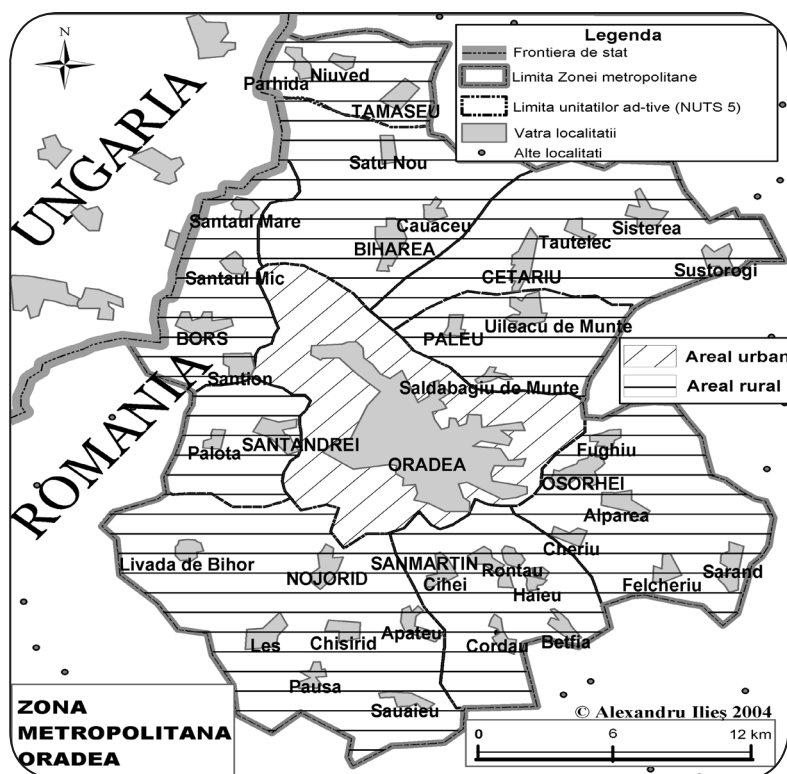 N
UNGARIA
ROMÂNIA
Legenda
Frontiera de stat
Limita Zonei metropolitane
Limita unitatilor ad-tive (NUTS 5)
Vatra localitatii
Alte localitati
Parhida
Niuved
TAMASEU
Satu Nou
Santaul Mare
Cauaceu
BIHAREA
Tautelec
Sisterea
Santaul Mic
CETARIU
Sustorogi
BORS
PALEU
Uileacu de Munte
Areal urban
Areal rural
Santion
Saldabagiu de Munte
Palota
SANTANDREI
ORADEA
Fughiu
OSORHEI
Alparea
Cheriu
Livada de Bihor
NOJORID
SANMARTIN
Cihei
Rontau
Haieu
Felcheriu
Sarand
Les
Chisirid
Apateu
Cordau
Betfia
Pausa
Sauaieu
ZONA
METROPOLITANA
ORADEA
© Alexandru Ilieș 2004
0 6 12 km